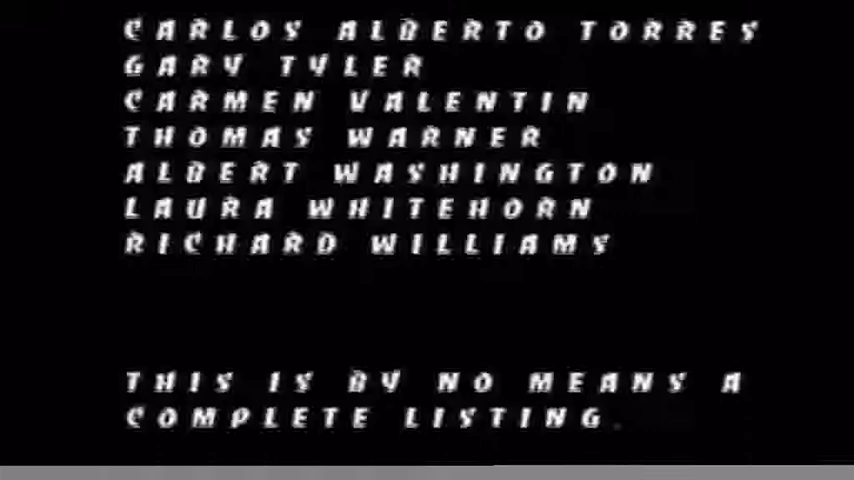 CARLOS ALBERTO TORRES
GARY TYLER
CARMEN VALENTIN
THOMAS WARNER
ALBERT WASHINGTON
LAURA WHITEHORN
RICHARD WILLIAMS
THIS IS BY NO MEANS A
COMPLETE LISTING.